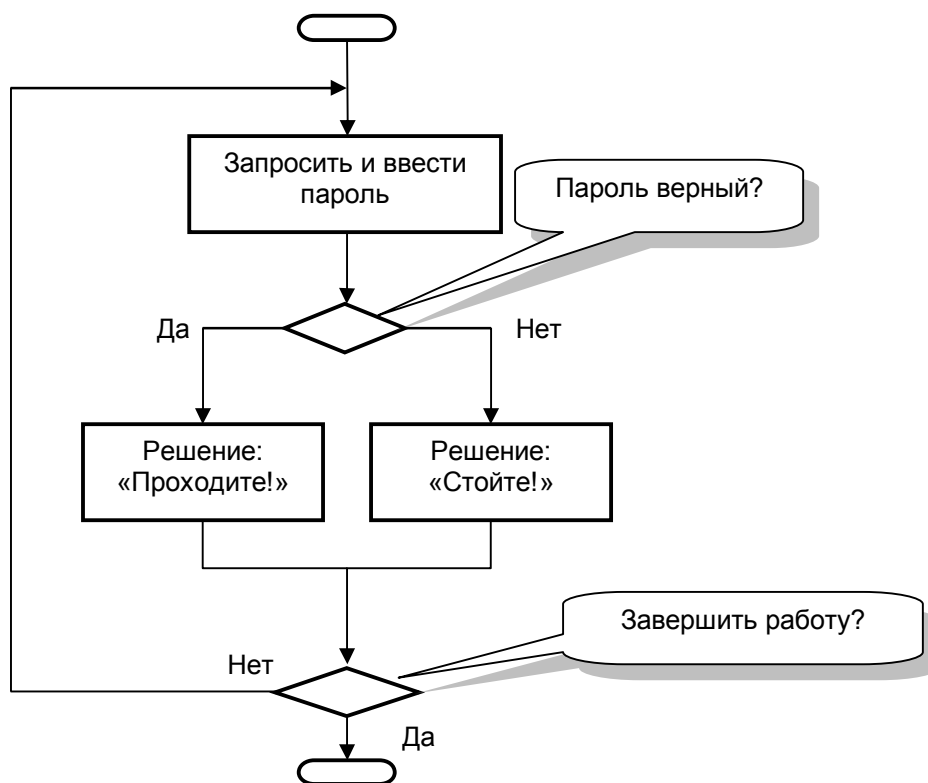 Запросить и ввести
пароль
Пароль верный?
Да
Нет
Решение:
«Проходите!»
Решение:
«Стойте!»
Завершить работу?
Нет
Да